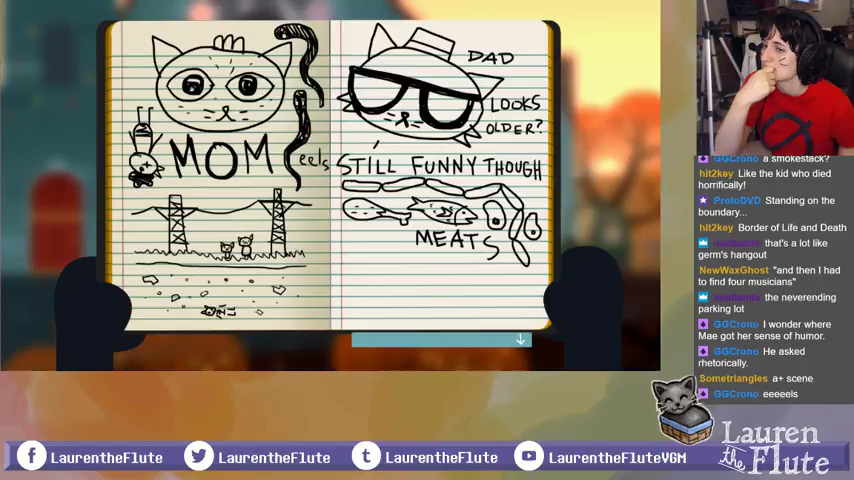 DAD
LOOKS
OLDER?
MOM
eels
STILL FUNNY THOUGH
MEATS
GGCrono a smokestack?
hit2key Like the kid who died
horrifically!
ProtoDVD Standing on the
boundary...
hit2key Border of Life and Death
that's a lot like
germ's hangout
NewWaxGhost "and then I had
to find four musicians"
the neverending
parking lot
GGCrono I wonder where
Mae got her sense of humor.
GGCrono He asked
rhetorically.
Sometriangles a+ scene
GGCrono eeeeels
Lauren
the Flute
LaurentheFlute
LaurentheFlute
LaurentheFlute
LaurentheFluteVGM